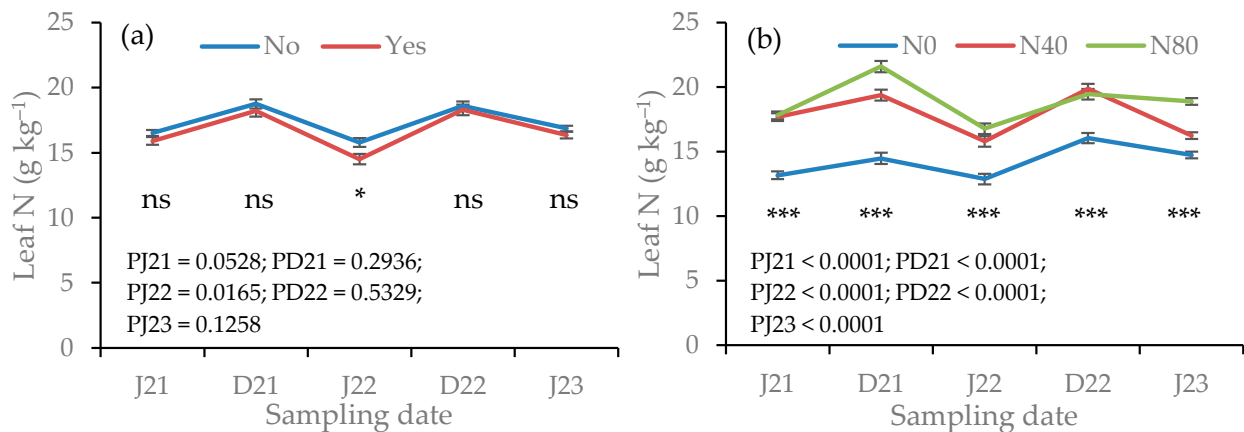 (a)
No Yes
25
20
15
10
5
0
Leaf N (g kg⁻¹)
ns ns * ns ns
PJ21 = 0.0528; PD21 = 0.2936;
PJ22 = 0.0165; PD22 = 0.5329;
PJ23 = 0.1258
J21 D21 J22 D22 J23
Sampling date
(b)
N0 N40 N80
25
20
15
10
5
0
Leaf N (g kg⁻¹)
*** *** *** *** ***
PJ21 < 0.0001; PD21 < 0.0001;
PJ22 < 0.0001; PD22 < 0.0001;
PJ23 < 0.0001
J21 D21 J22 D22 J23
Sampling date